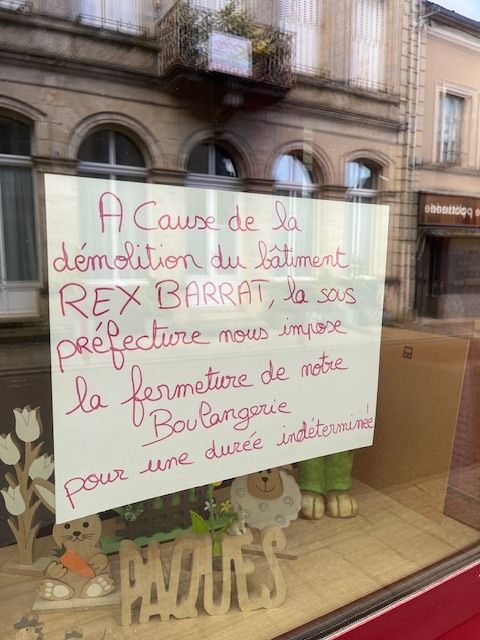 A Cause de la
démolition du bâtiment
REX BARRAT, la sous
préfecture nous impose
la fermeture de notre
Boulangerie
pour une durée indéterminée
PAQUES